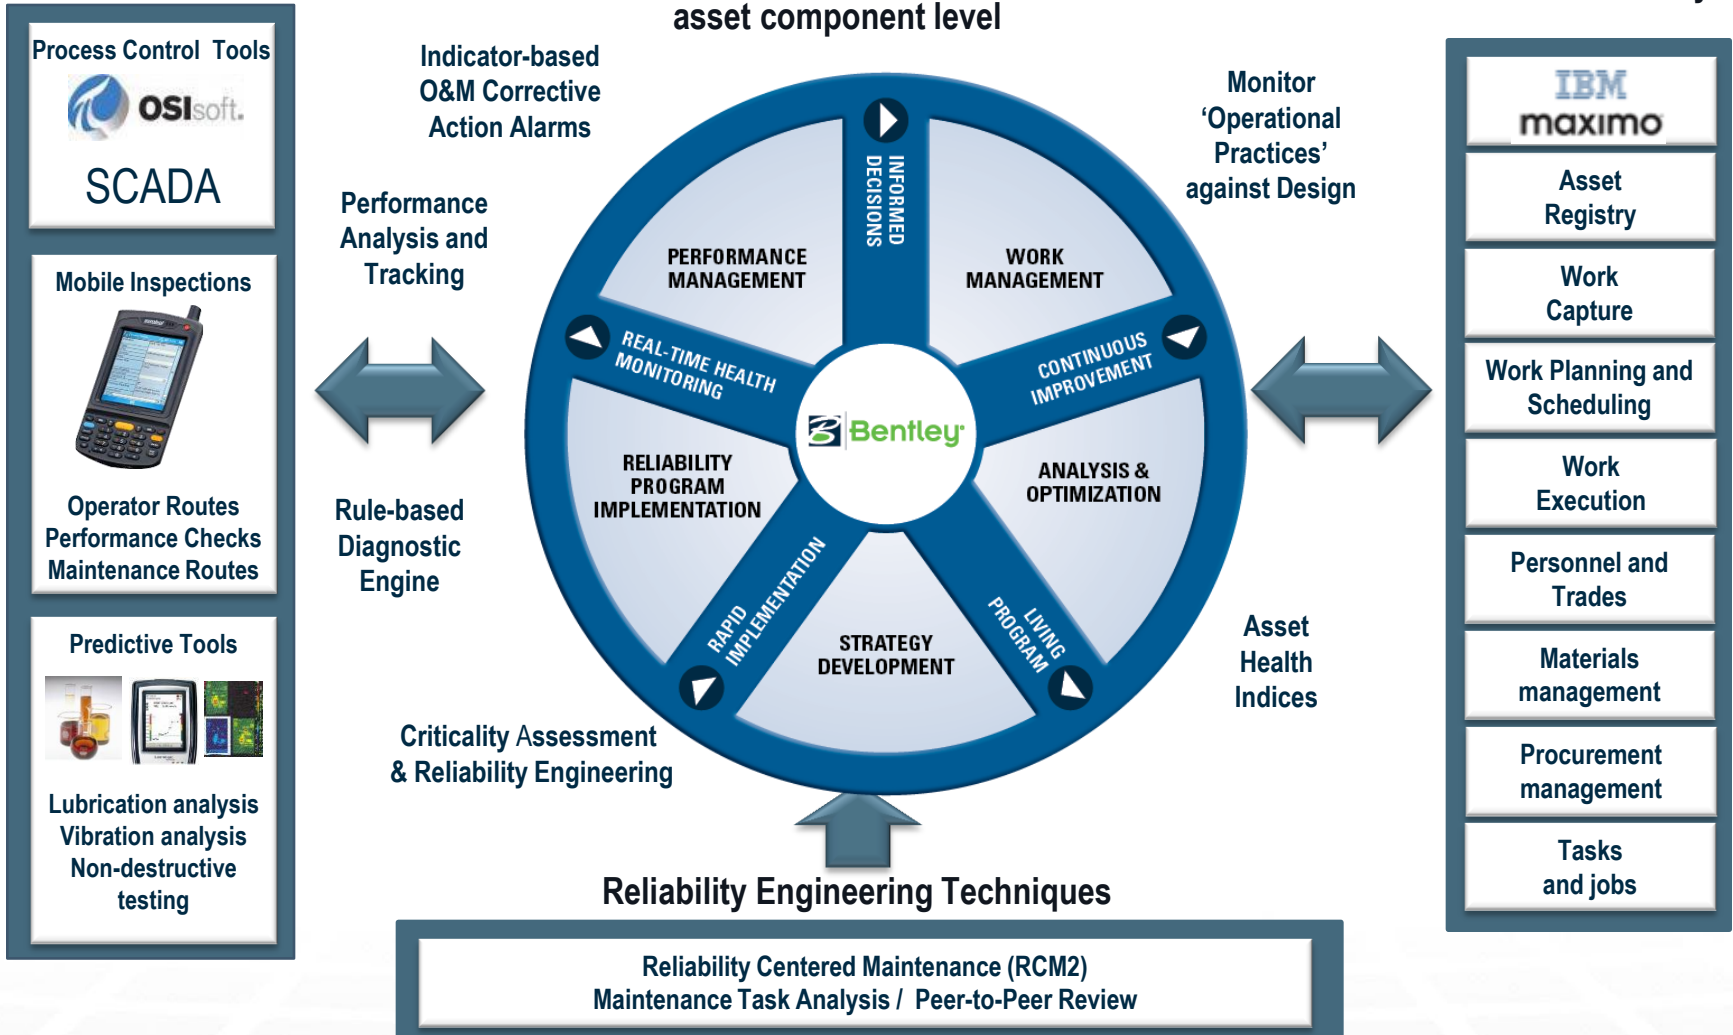 asset component level
Process Control  Tools
OSIsoft.
SCADA
Mobile Inspections
Operator Routes
Performance Checks
Maintenance Routes
Predictive Tools
Lubrication analysis
Vibration analysis
Non-destructive
testing
Indicator-based
O&M Corrective
Action Alarms
Performance
Analysis and
Tracking
Rule-based
Diagnostic
Engine
Criticality Assessment
& Reliability Engineering
INFORMED
DECISIONS
PERFORMANCE
MANAGEMENT
WORK
MANAGEMENT
REAL-TIME HEALTH
MONITORING
CONTINUOUS
IMPROVEMENT
Bentley
RELIABILITY
PROGRAM
IMPLEMENTATION
ANALYSIS &
OPTIMIZATION
RAPID
IMPLEMENTATION
LIVING
PROGRAM
STRATEGY
DEVELOPMENT
Monitor
‘Operational
Practices’
against Design
Asset
Health
Indices
IBM
maximo
Asset
Registry
Work
Capture
Work Planning and
Scheduling
Work
Execution
Personnel and
Trades
Materials
management
Procurement
management
Tasks
and jobs
Reliability Engineering Techniques
Reliability Centered Maintenance (RCM2)
Maintenance Task Analysis /  Peer-to-Peer Review